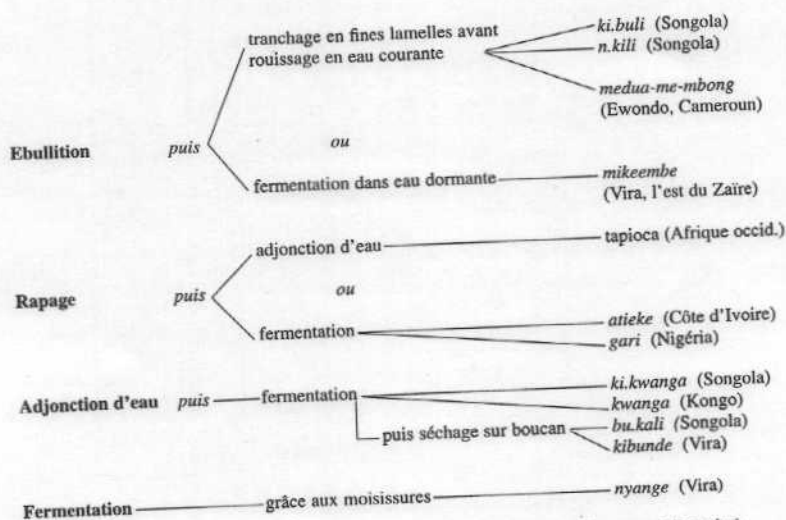 tranchage en fines lamelles avant
rouissage en eau courante
ki.buli (Songola)
n.kili (Songola)
medua-me-mbong
(Ewondo, Cameroun)
Ebullition puis
ou
fermentation dans eau dormante
mikeembe
(Vira, l'est du Zaïre)
adjonction d'eau
tapioca (Afrique occid.)
Rapage puis
ou
fermentation
atieke (Côte d'Ivoire)
gari (Nigéria)
Adjonction d'eau puis fermentation
ki.kwanga (Songola)
kwanga (Kongo)
puis séchage sur boucan
bu.kali (Songola)
kibunde (Vira)
Fermentation grâce aux moisissures nyange (Vira)